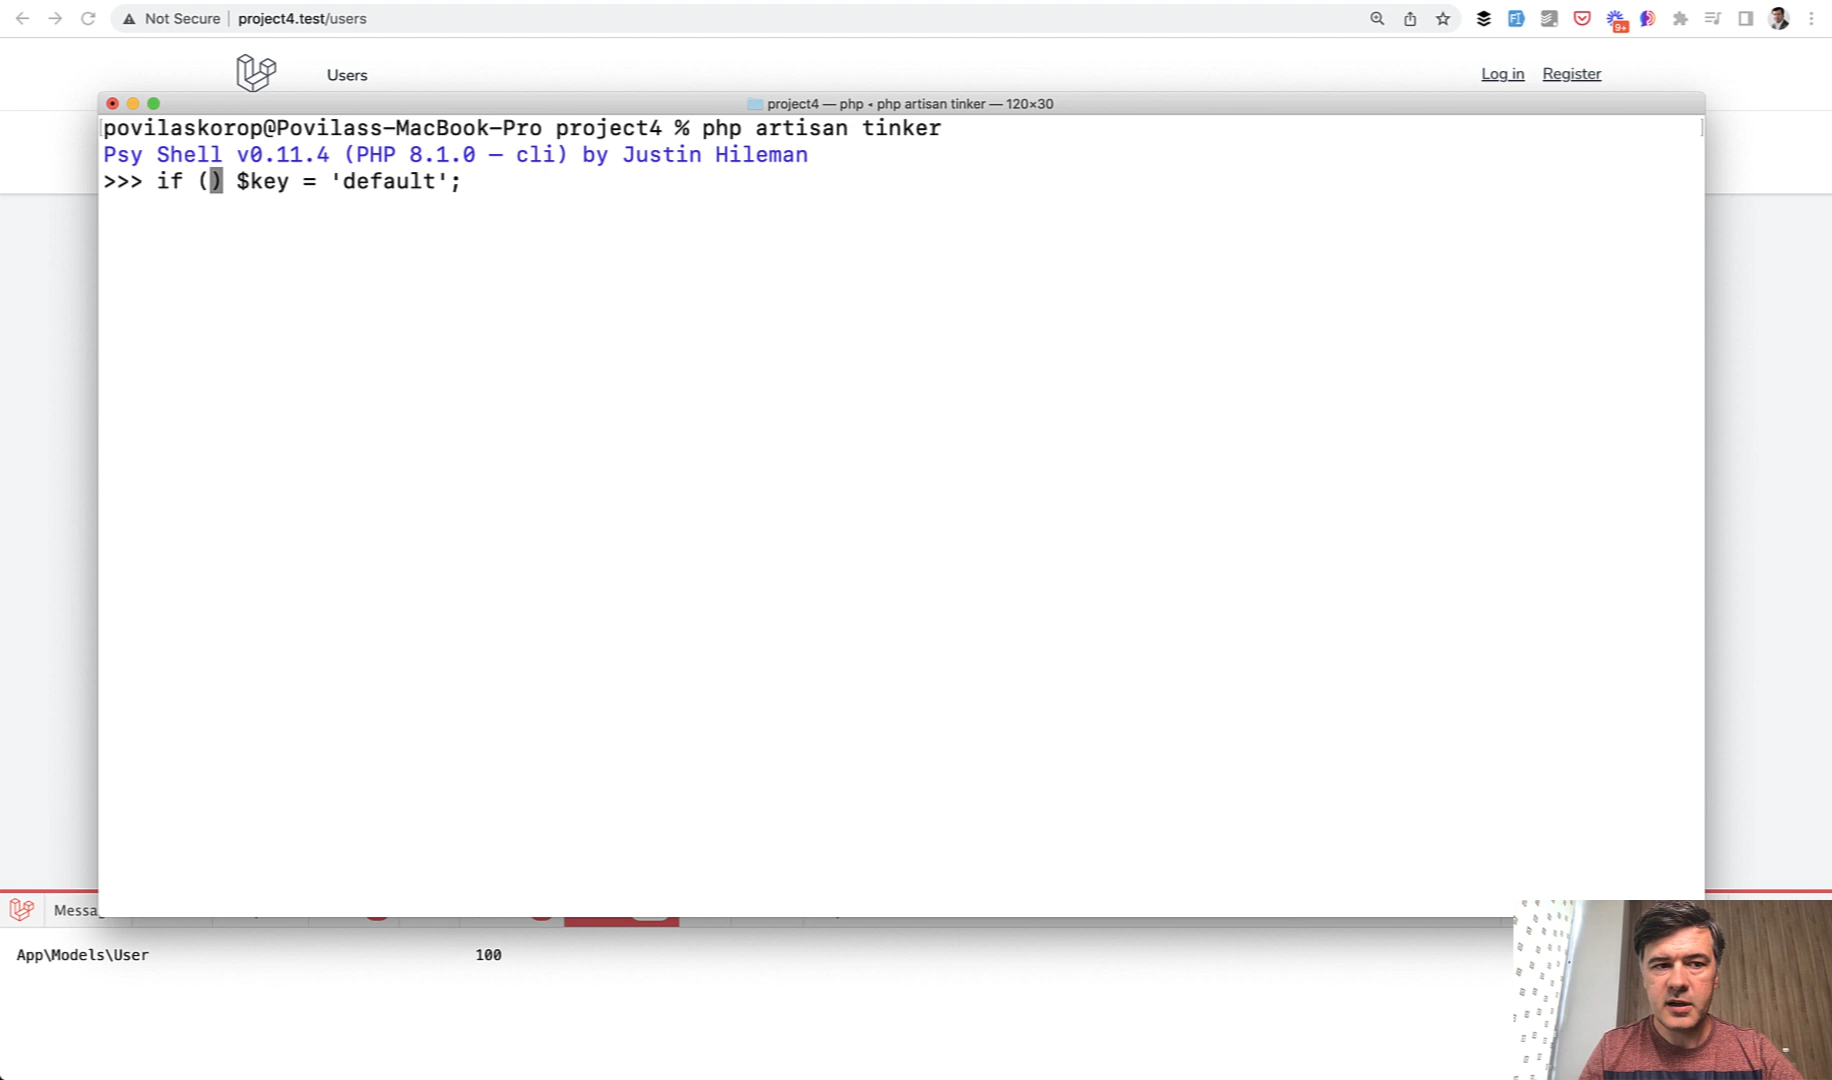 Not Secure project4.test/users
9+
Users
Log in Register
project4 — php ◂ php artisan tinker — 120×30
povilaskorop@Povilass-MacBook-Pro project4 % php artisan tinker
Psy Shell v0.11.4 (PHP 8.1.0 — cli) by Justin Hileman
>>> if () $key = 'default';
Messa
App\Models\User 100